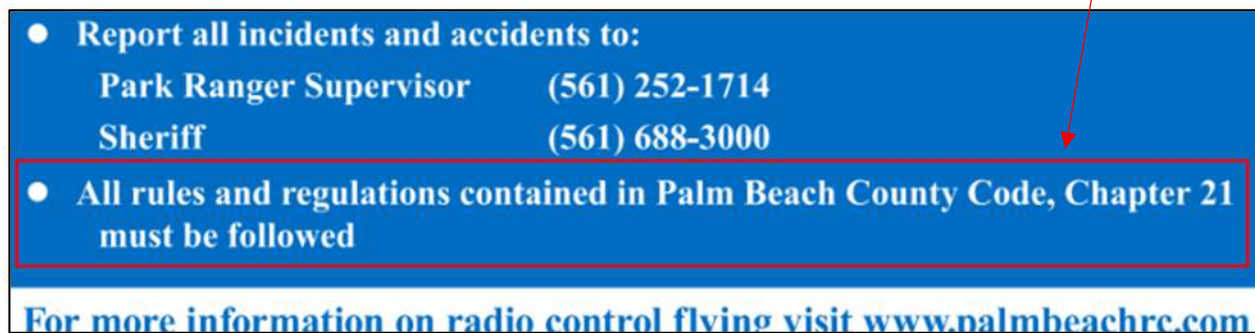 ● Report all incidents and accidents to:
Park Ranger Supervisor (561) 252-1714
Sheriff (561) 688-3000
● All rules and regulations contained in Palm Beach County Code, Chapter 21
must be followed
For more information on radio control flying visit www.palmbeachrc.com